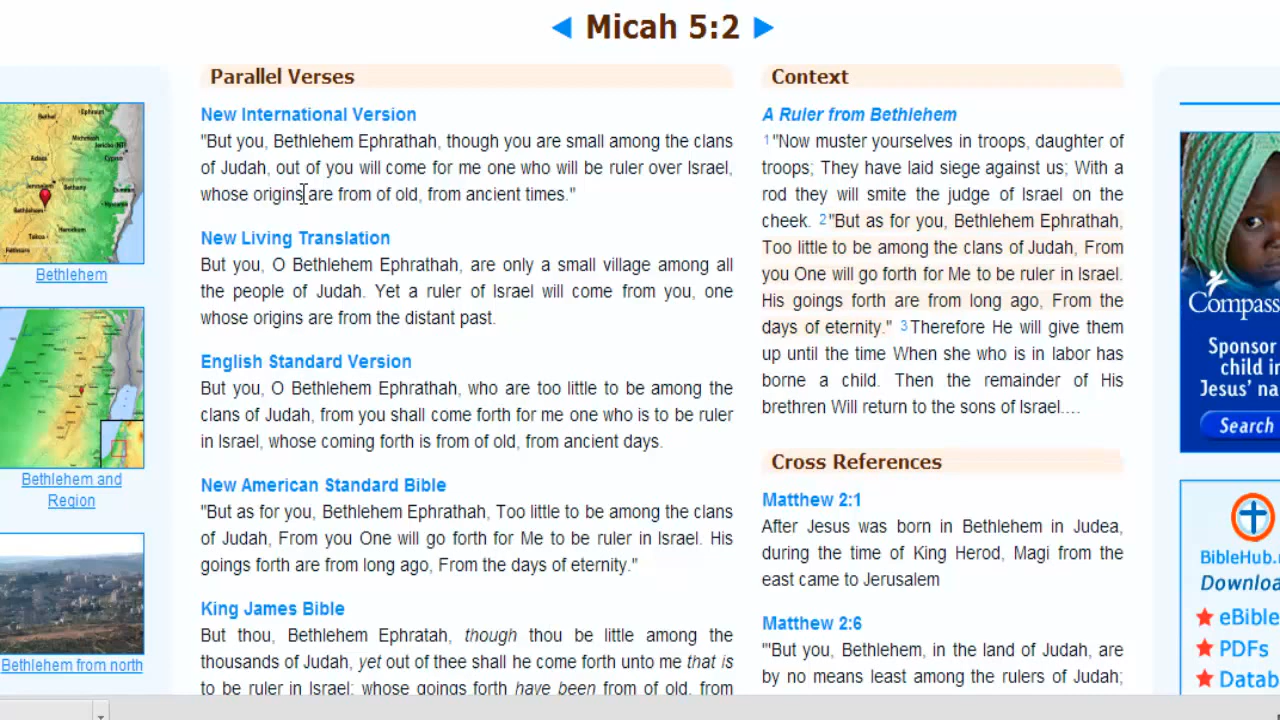 ◄ Micah 5:2 ►
Bethlehem
Bethlehem and
Region
Bethlehem from north
Parallel Verses
New International Version
"But you, Bethlehem Ephrathah, though you are small among the clans
of Judah, out of you will come for me one who will be ruler over Israel,
whose origins are from of old, from ancient times."
New Living Translation
But you, O Bethlehem Ephrathah, are only a small village among all
the people of Judah. Yet a ruler of Israel will come from you, one
whose origins are from the distant past.
English Standard Version
But you, O Bethlehem Ephrathah, who are too little to be among the
clans of Judah, from you shall come forth for me one who is to be ruler
in Israel, whose coming forth is from of old, from ancient days.
New American Standard Bible
"But as for you, Bethlehem Ephrathah, Too little to be among the clans
of Judah, From you One will go forth for Me to be ruler in Israel. His
goings forth are from long ago, From the days of eternity."
King James Bible
But thou, Bethlehem Ephratah, though thou be little among the
thousands of Judah, yet out of thee shall he come forth unto me that is
to be ruler in Israel; whose goings forth have been from of old, from
Context
A Ruler from Bethlehem
1"Now muster yourselves in troops, daughter of
troops; They have laid siege against us; With a
rod they will smite the judge of Israel on the
cheek. 2"But as for you, Bethlehem Ephrathah,
Too little to be among the clans of Judah, From
you One will go forth for Me to be ruler in Israel.
His goings forth are from long ago, From the
days of eternity." 3Therefore He will give them
up until the time When she who is in labor has
borne a child. Then the remainder of His
brethren Will return to the sons of Israel....
Cross References
Matthew 2:1
After Jesus was born in Bethlehem in Judea,
during the time of King Herod, Magi from the
east came to Jerusalem
Matthew 2:6
"'But you, Bethlehem, in the land of Judah, are
by no means least among the rulers of Judah;
Compass
Sponsor
child in
Jesus' na
Search
BibleHub.
Downloa
eBible
PDFs
Datab